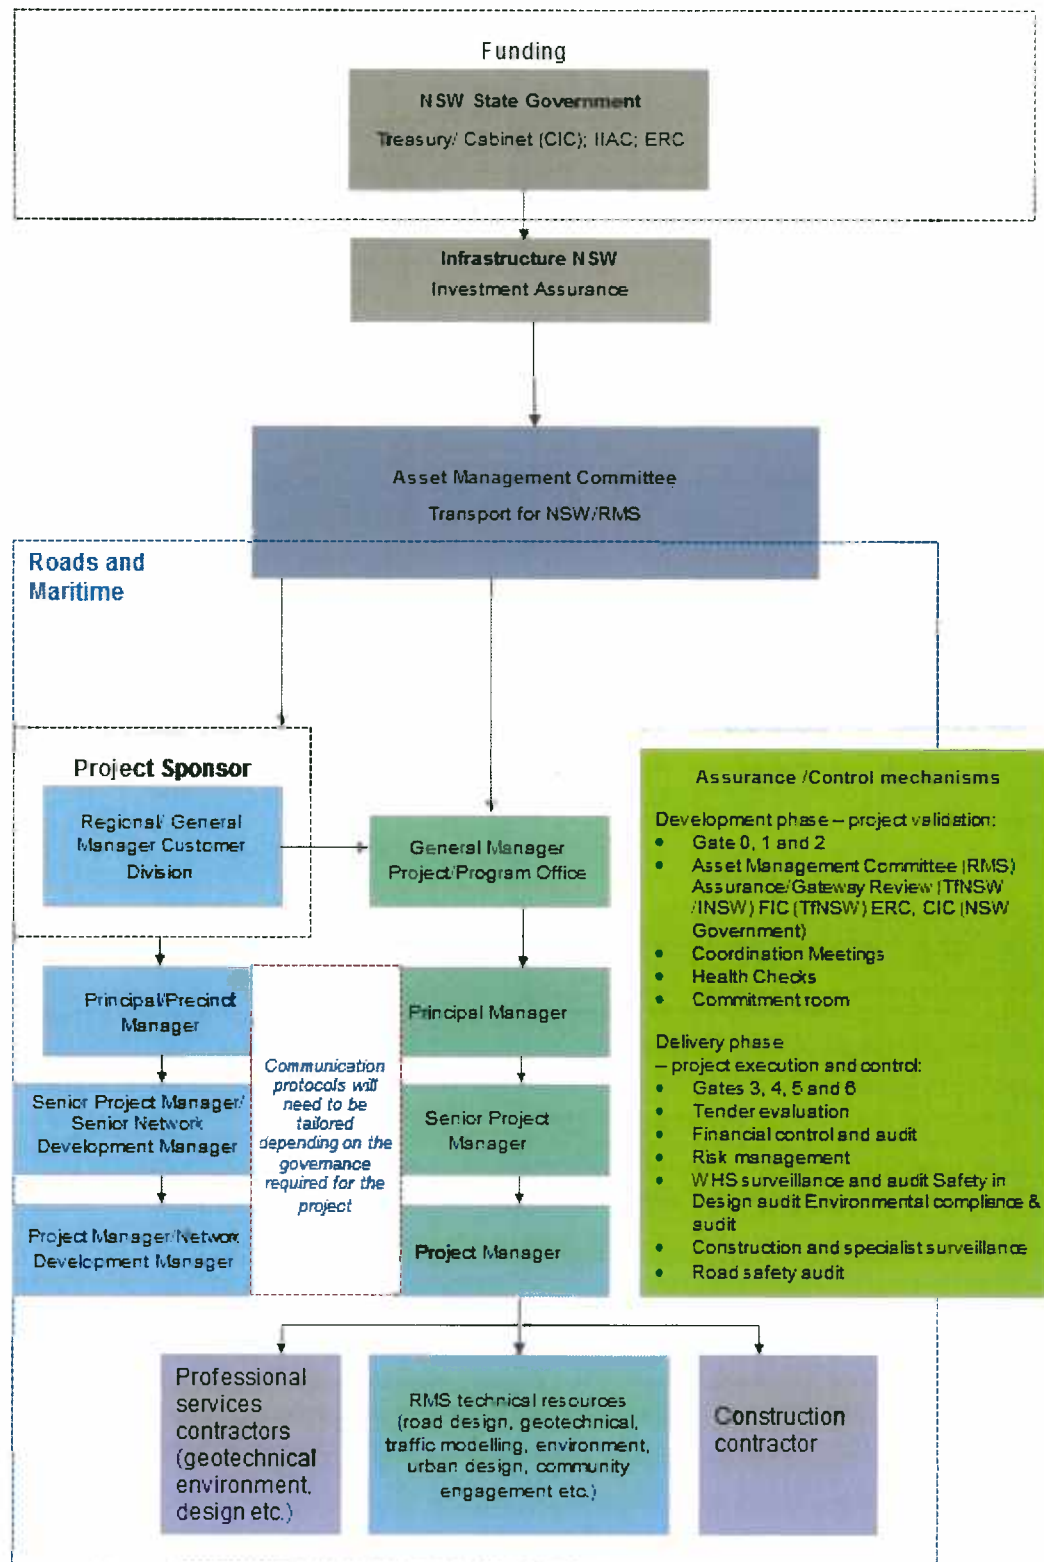 Funding
NSW State Government
Treasury/ Cabinet (CIC); IIAC; ERC
Infrastructure NSW
Investment Assurance
Asset Management Committee
Transport for NSW/RMS
Roads and
Maritime
Project Sponsor
Regional/ General
Manager Customer
Division
General Manager
Project/Program Office
Principal/Precinct
Manager
Senior Project Manager/
Senior Network
Development Manager
Project Manager/Network
Development Manager
Communication
protocols will
need to be
tailored
depending on the
governance
required for the
project
Principal Manager
Senior Project
Manager
Project Manager
Assurance /Control mechanisms
Development phase – project validation:
• Gate 0, 1 and 2
• Asset Management Committee (RMS)
Assurance/Gateway Review (TfNSW
/INSW) FIC (TfNSW) ERC, CIC (NSW
Government)
• Coordination Meetings
• Health Checks
• Commitment room
Delivery phase
– project execution and control:
• Gates 3, 4, 5 and 6
• Tender evaluation
• Financial control and audit
• Risk management
• WHS surveillance and audit Safety in
Design audit Environmental compliance &
audit
• Construction and specialist surveillance
• Road safety audit
Professional
services
contractors
(geotechnical
environment,
design etc.)
RMS technical resources
(road design, geotechnical,
traffic modelling, environment,
urban design, community
engagement etc.)
Construction
contractor